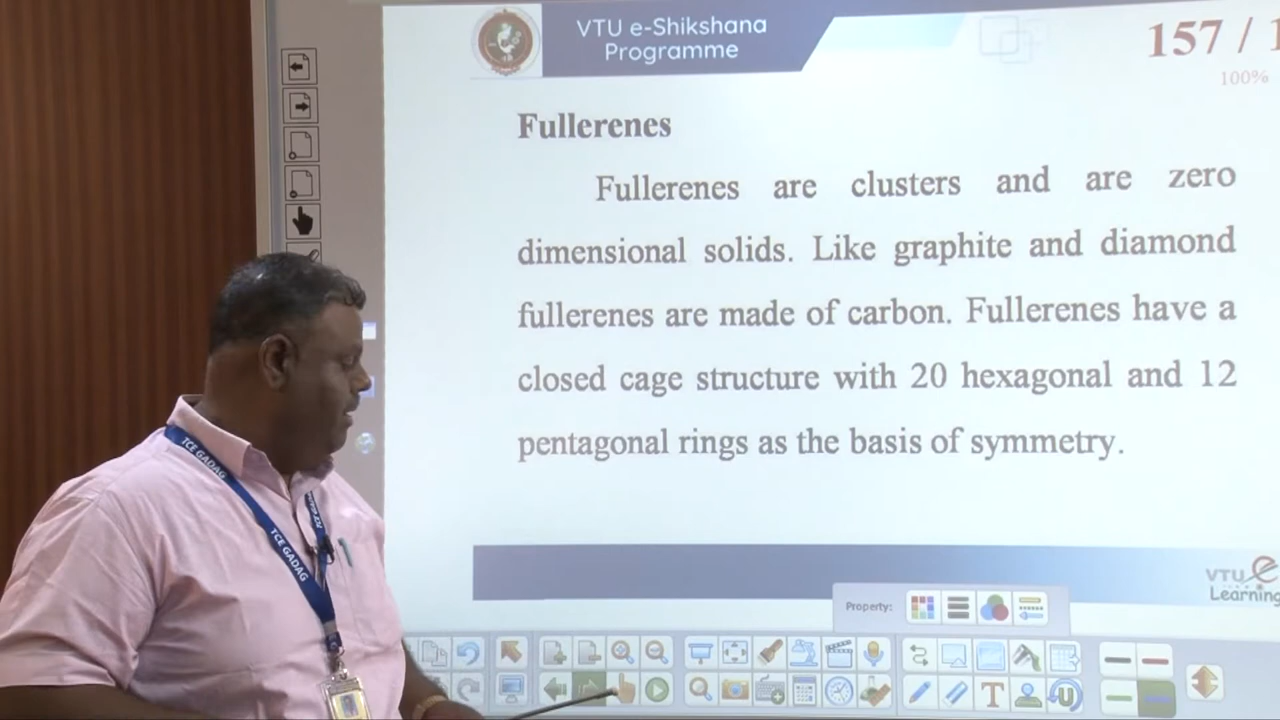 VTU e-Shikshana
Programme
157 / 1
100%
Fullerenes
Fullerenes are clusters and are zero
dimensional solids. Like graphite and diamond
fullerenes are made of carbon. Fullerenes have a
closed cage structure with 20 hexagonal and 12
pentagonal rings as the basis of symmetry.
TCE GADAG
TCE GADAG
VTU e
Learning
Property: